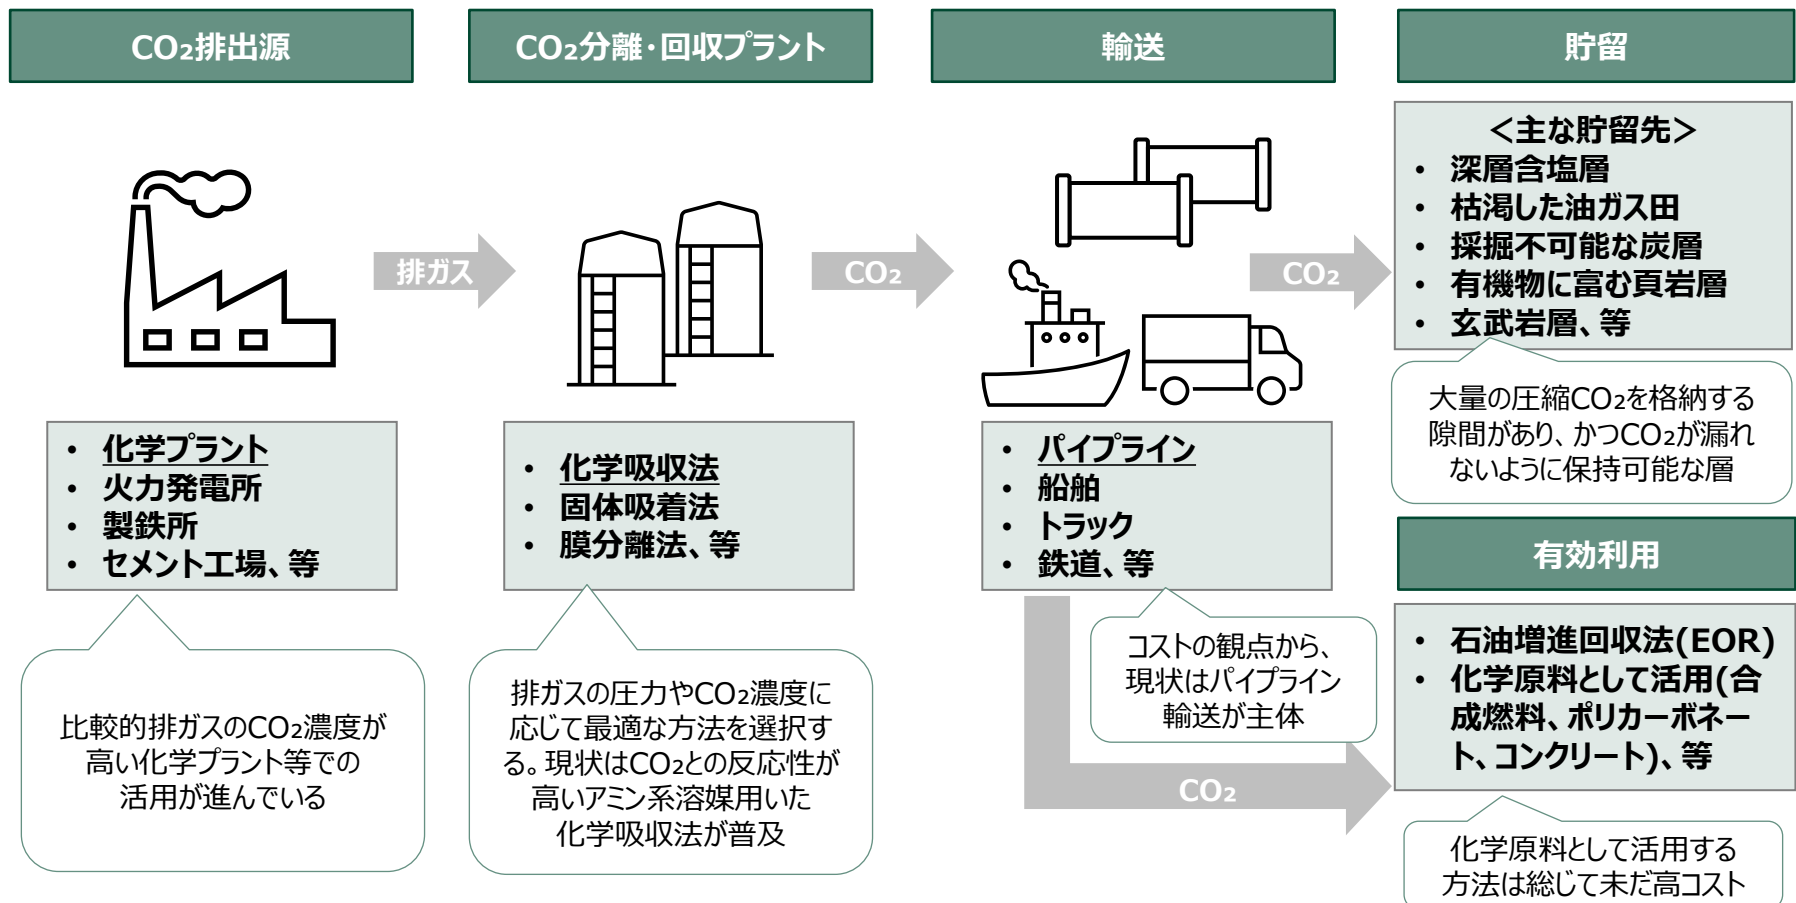 CO₂排出源
CO₂分離・回収プラント
輸送
貯留
排ガス
CO₂
CO₂
＜主な貯留先＞
• 深層含塩層
• 枯渇した油ガス田
• 採掘不可能な炭層
• 有機物に富む頁岩層
• 玄武岩層、等
大量の圧縮CO₂を格納する
隙間があり、かつCO₂が漏れ
ないように保持可能な層
• 化学プラント
• 火力発電所
• 製鉄所
• セメント工場、等
• 化学吸収法
• 固体吸着法
• 膜分離法、等
• パイプライン
• 船舶
• トラック
• 鉄道、等
有効利用
• 石油増進回収法(EOR)
• 化学原料として活用(合
成燃料、ポリカーボネー
ト、コンクリート)、等
比較的排ガスのCO₂濃度が
高い化学プラント等での
活用が進んでいる
排ガスの圧力やCO₂濃度に
応じて最適な方法を選択す
る。現状はCO₂との反応性が
高いアミン系溶媒用いた
化学吸収法が普及
コストの観点から、
現状はパイプライン
輸送が主体
CO₂
化学原料として活用する
方法は総じて未だ高コスト